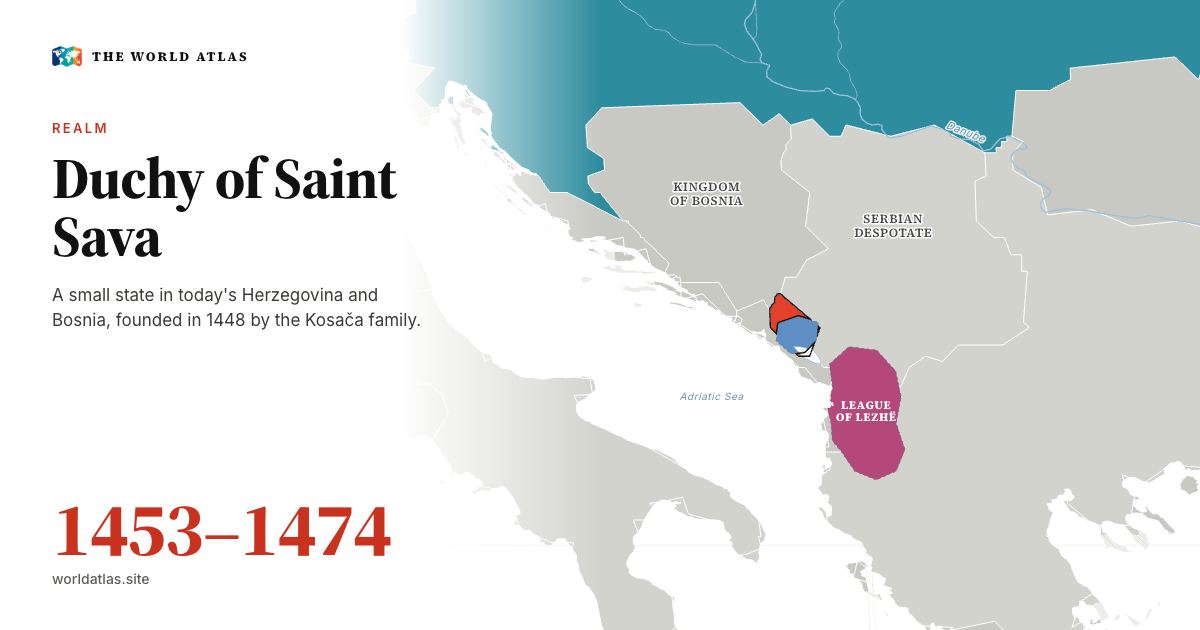 THE WORLD ATLAS
REALM
Duchy of Saint
Sava
A small state in today's Herzegovina and
Bosnia, founded in 1448 by the Kosača family.
1453–1474
worldatlas.site
Danube
KINGDOM
OF BOSNIA
SERBIAN
DESPOTATE
Adriatic Sea
LEAGUE
OF LEZHË